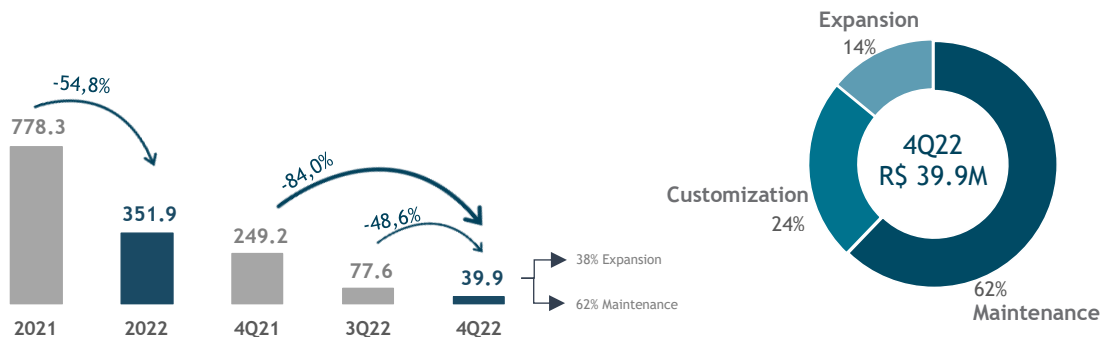 -54,8%
778.3
351.9
-84,0%
249.2
-48,6%
77.6
39.9
38% Expansion
62% Maintenance
2021
2022
4Q21
3Q22
4Q22
Expansion
14%
4Q22
R$ 39.9M
Customization
24%
62%
Maintenance